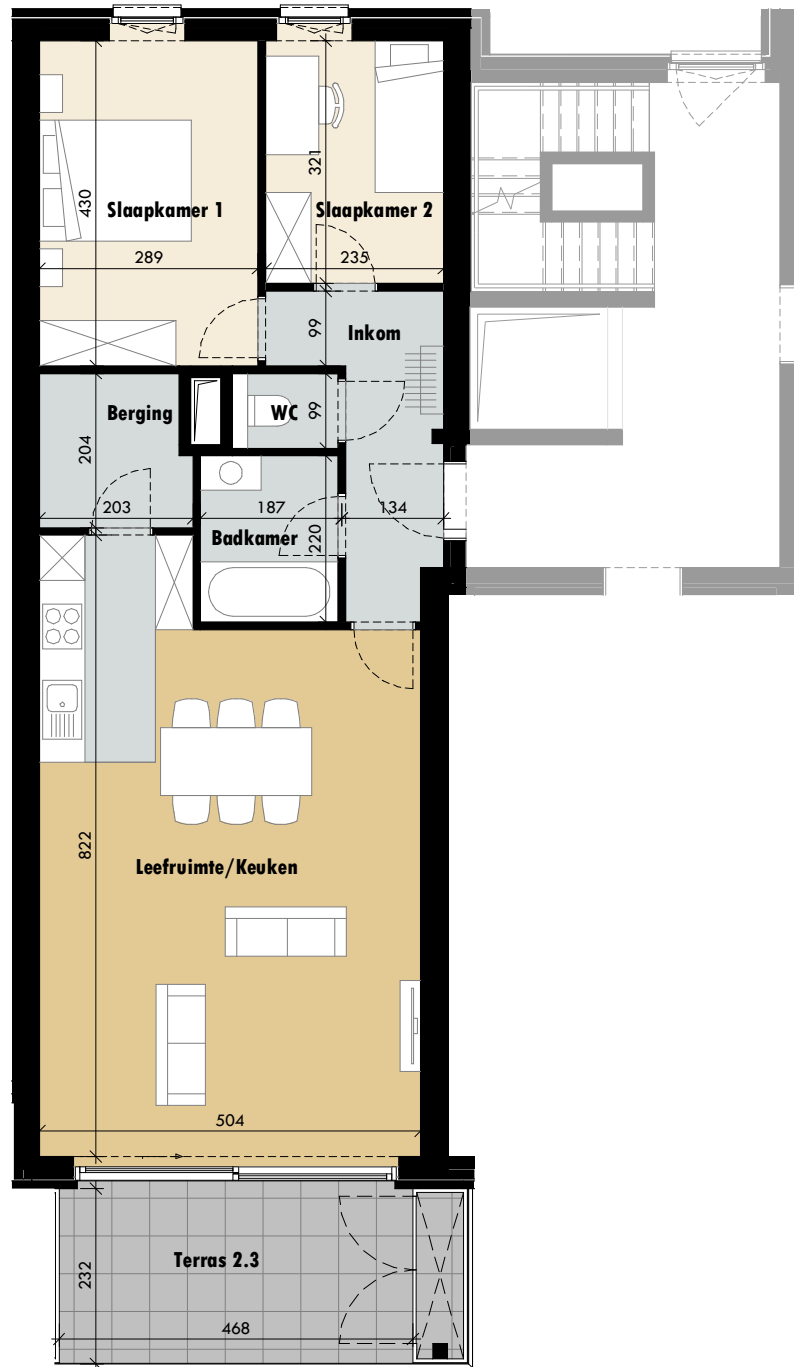 430
Slaapkamer 1
289
321
Slaapkamer 2
235
99
Inkom
204
Berging
203
WC
99
187
134
Badkamer
220
822
Leefruimte/Keuken
504
232
Terras 2.3
468